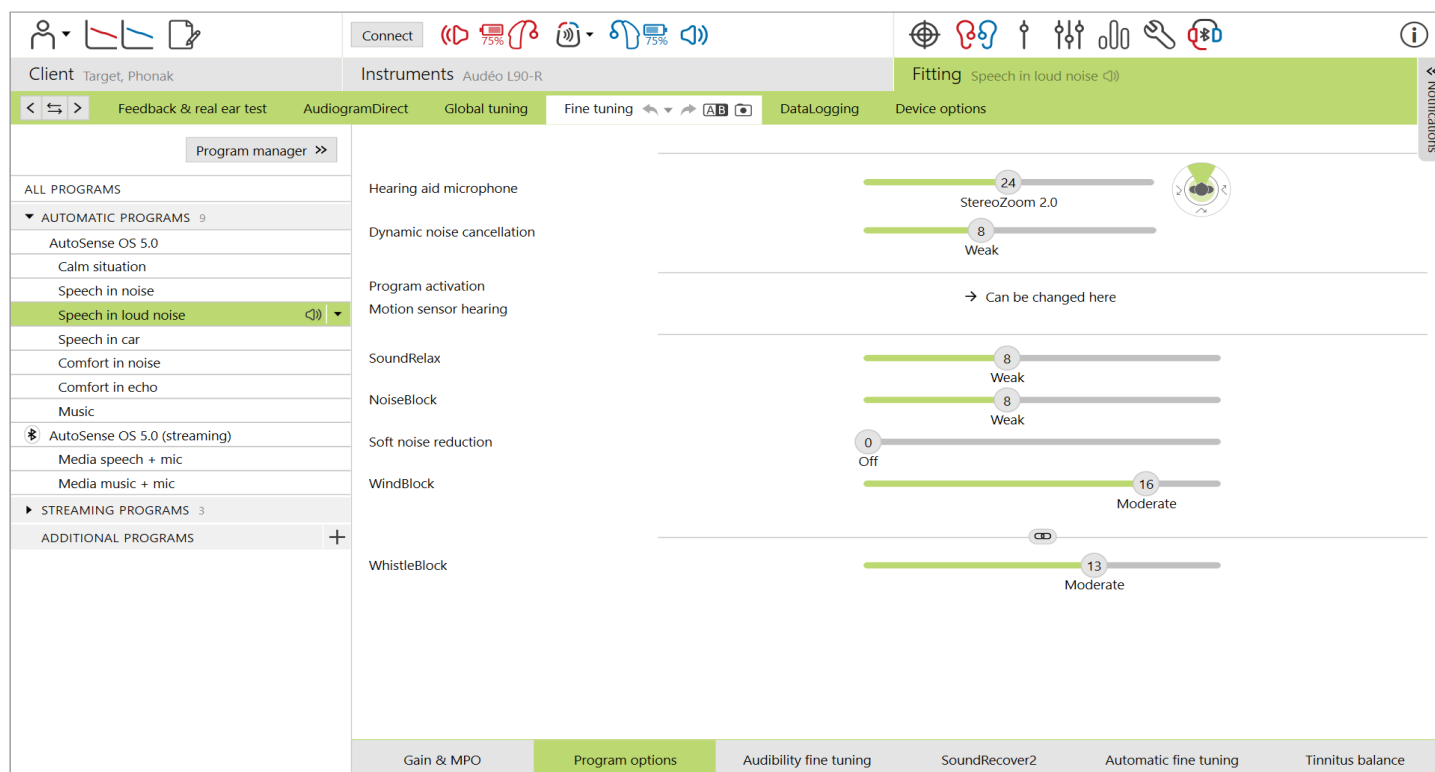 Connect
75%
75%
Client Target, Phonak
Instruments Audéo L90-R
Fitting Speech in loud noise
Notifications
Feedback & real ear test
AudiogramDirect
Global tuning
Fine tuning
AB
DataLogging
Device options
Program manager
ALL PROGRAMS
AUTOMATIC PROGRAMS 9
AutoSense OS 5.0
Calm situation
Speech in noise
Speech in loud noise
Speech in car
Comfort in noise
Comfort in echo
Music
AutoSense OS 5.0 (streaming)
Media speech + mic
Media music + mic
STREAMING PROGRAMS 3
ADDITIONAL PROGRAMS
Hearing aid microphone
24
StereoZoom 2.0
Dynamic noise cancellation
8
Weak
Program activation
Motion sensor hearing
→ Can be changed here
SoundRelax
8
Weak
NoiseBlock
8
Weak
Soft noise reduction
0
Off
WindBlock
16
Moderate
WhistleBlock
13
Moderate
Gain & MPO
Program options
Audibility fine tuning
SoundRecover2
Automatic fine tuning
Tinnitus balance